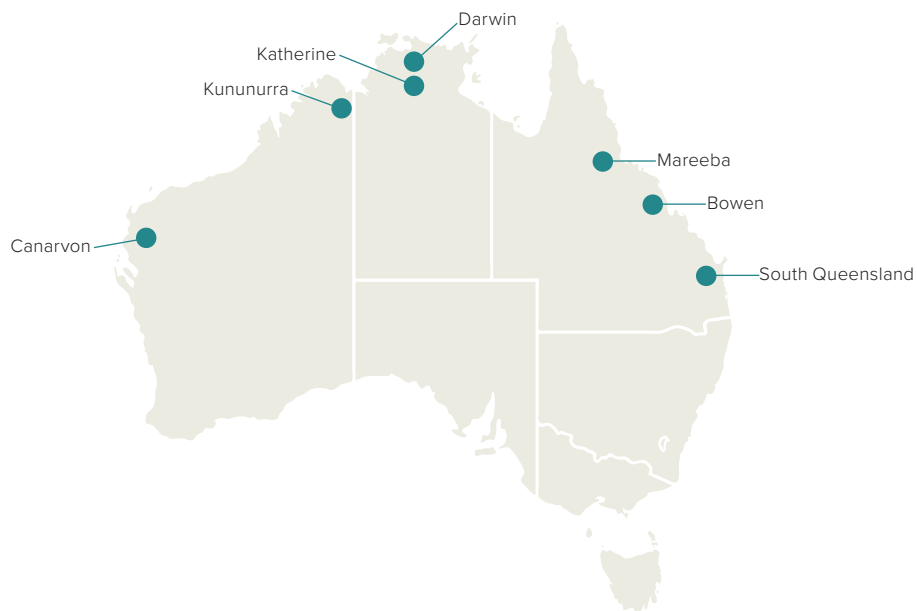 Darwin
Katherine
Kununurra
Mareeba
Bowen
Canarvon
South Queensland